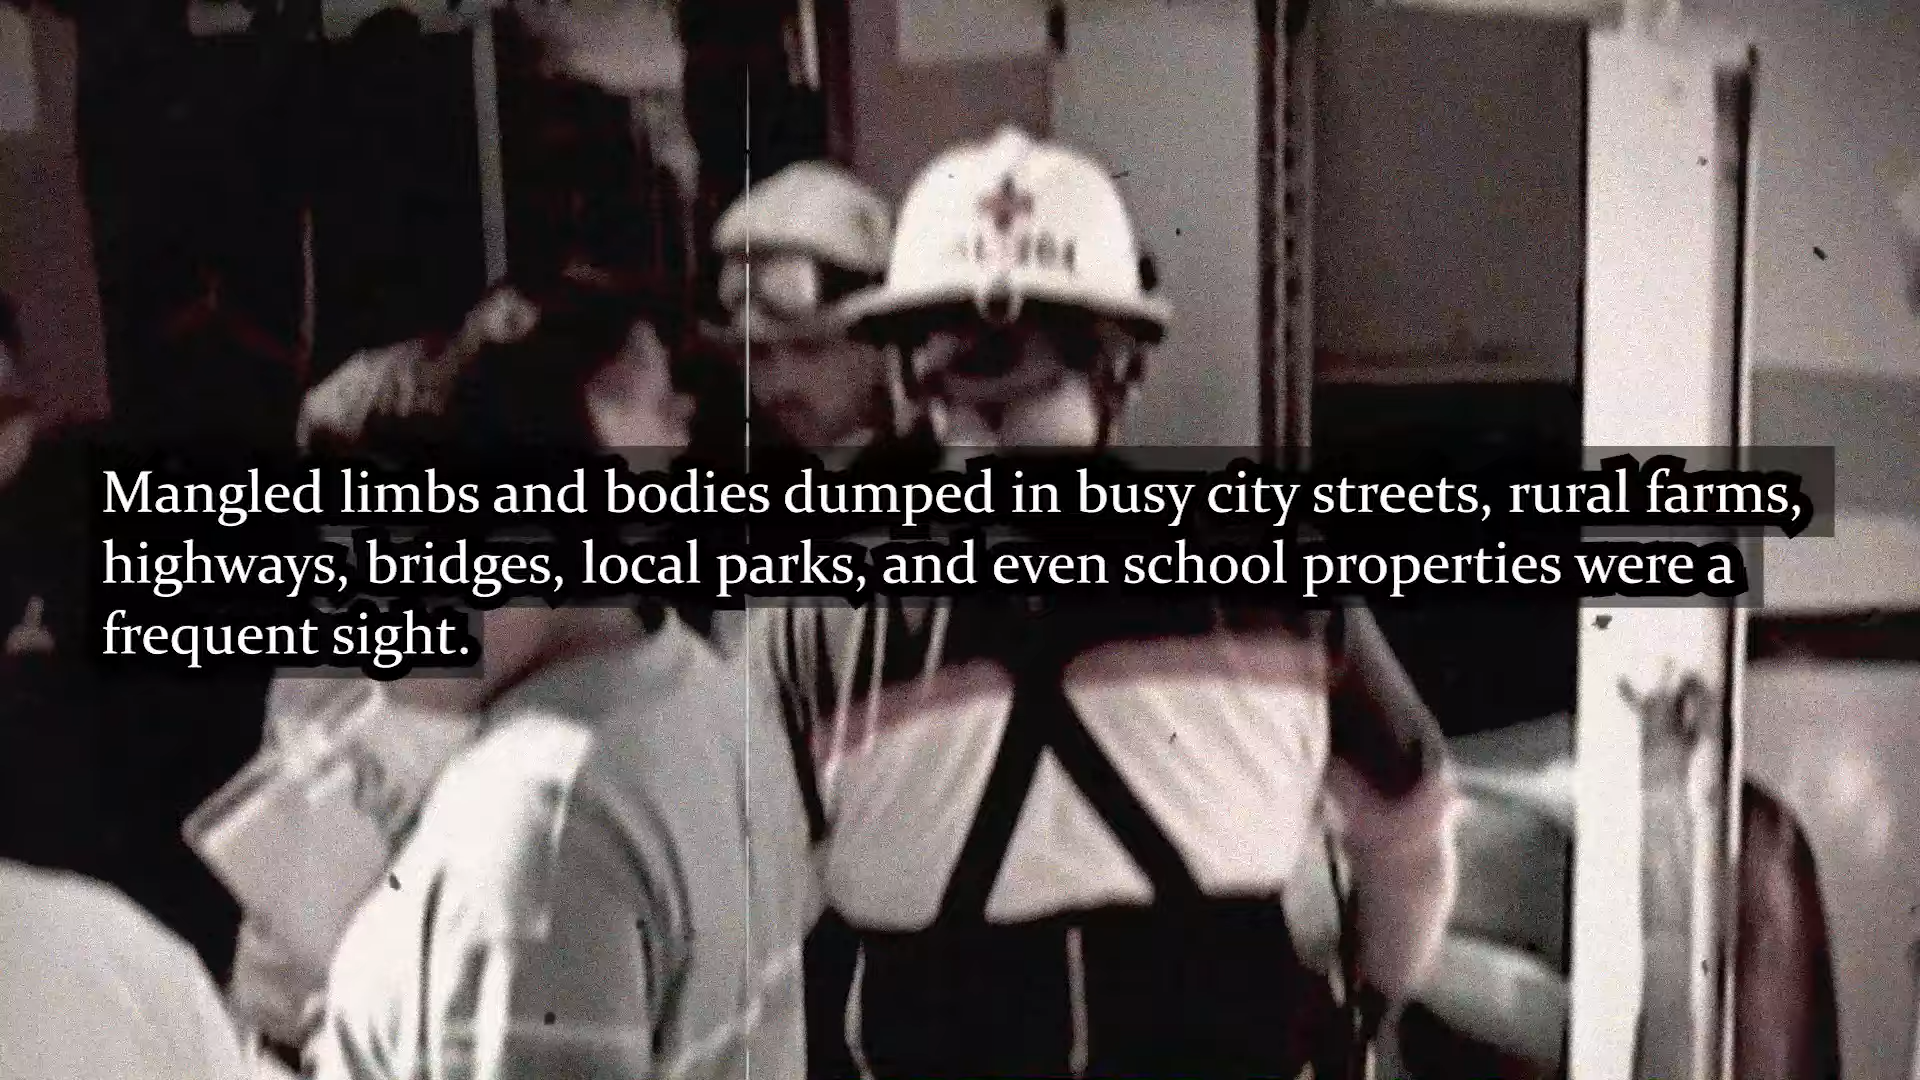 Mangled limbs and bodies dumped in busy city streets, rural farms,
highways, bridges, local parks, and even school properties were a
frequent sight.